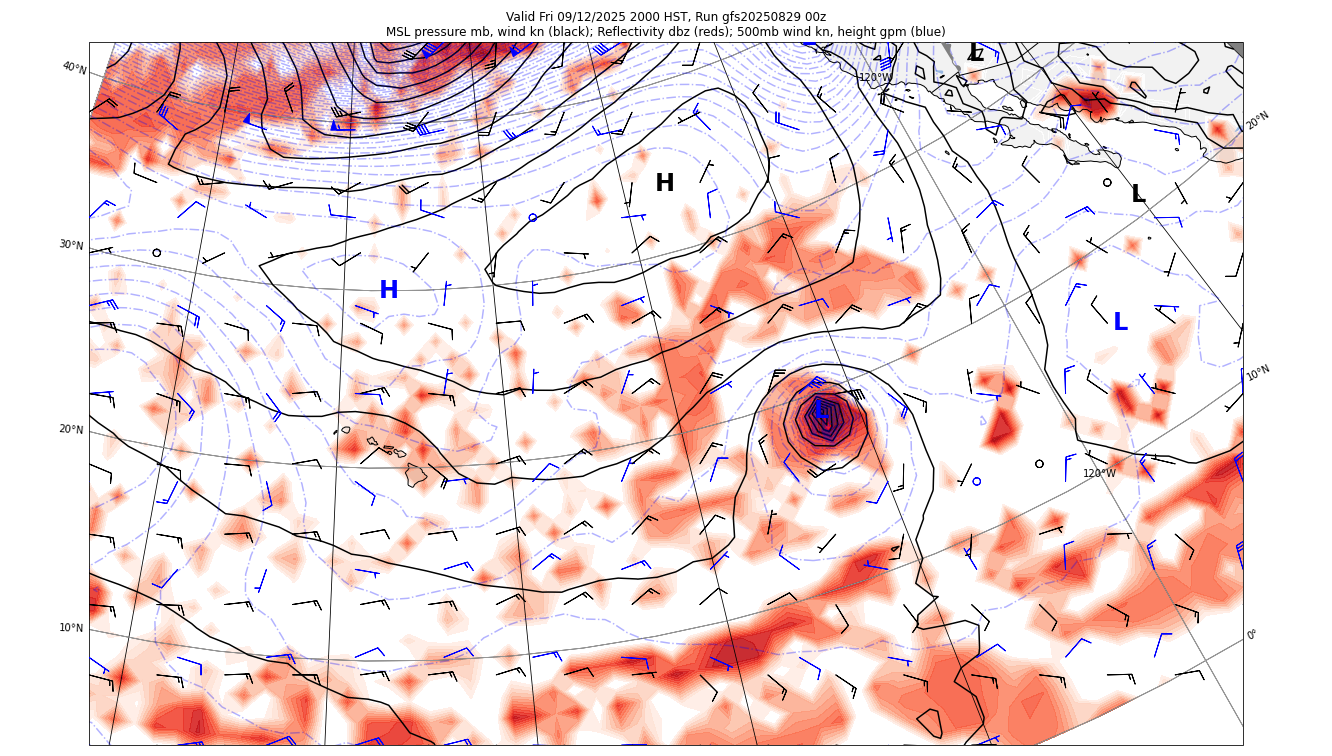 Valid Fri 09/12/2025 2000 HST, Run gfs20250829 00z
MSL pressure mb, wind kn (black); Reflectivity dbz (reds); 500mb wind kn, height gpm (blue)
L
40°N
120°W
20°N
H
L
30°N
H
L
10°N
L
20°N
120°W
10°N
0°